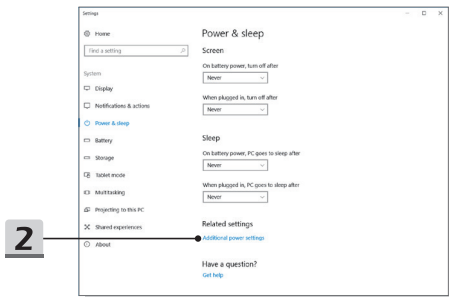 Settings
Home
Find a setting
System
Display
Notifications & actions
Power & sleep
Battery
Storage
Tablet mode
Multitasking
Projecting to this PC
Shared experiences
About
Power & sleep
Screen
On battery power, turn off after
Never
When plugged in, turn off after
Never
Sleep
On battery power, PC goes to sleep after
Never
When plugged in, PC goes to sleep after
Never
Related settings
Additional power settings
Have a question?
Get help
2